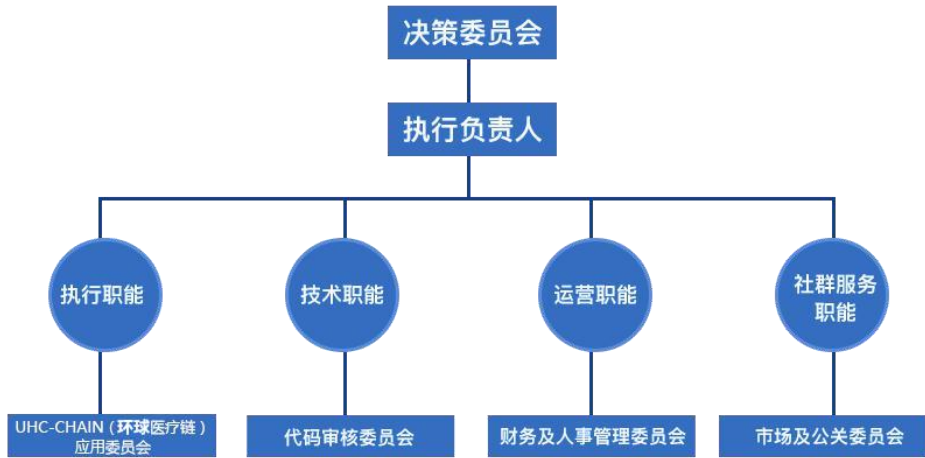 决策委员会
执行负责人
执行职能
技术职能
运营职能
社群服务
职能
UHC-CHAIN（环球医疗链）
应用委员会
代码审核委员会
财务及人事管理委员会
市场及公关委员会